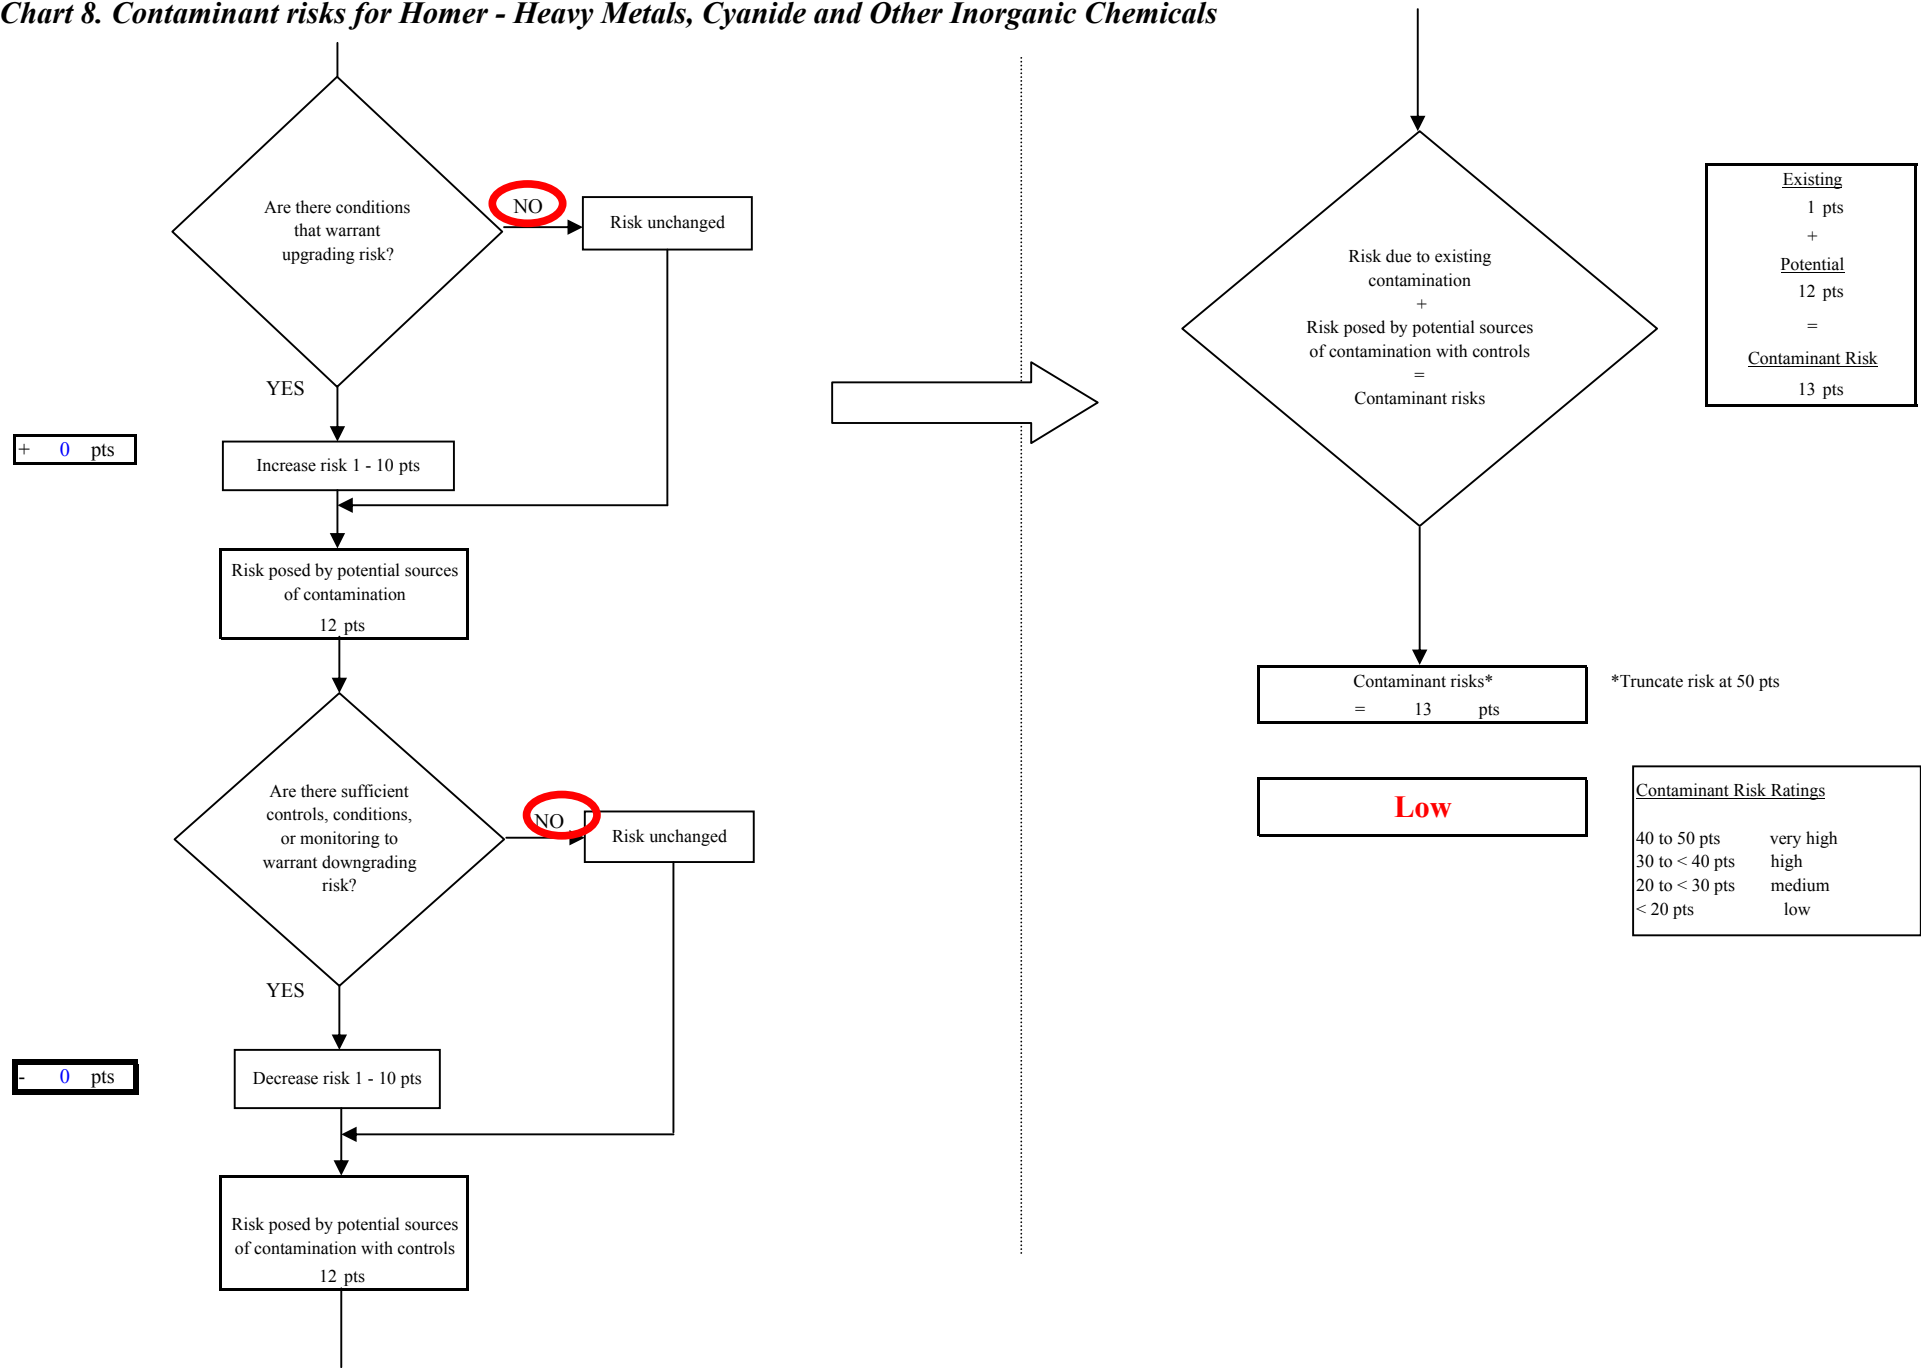 Chart 8. Contaminant risks for Homer - Heavy Metals, Cyanide and Other Inorganic Chemicals
Are there conditions
that warrant
upgrading risk?
NO
Risk unchanged
YES
+ 0 pts
Increase risk 1 - 10 pts
Risk posed by potential sources
of contamination
12 pts
Are there sufficient
controls, conditions,
or monitoring to
warrant downgrading
risk?
NO
Risk unchanged
YES
- 0 pts
Decrease risk 1 - 10 pts
Risk posed by potential sources
of contamination with controls
12 pts
Risk due to existing
contamination
+
Risk posed by potential sources
of contamination with controls
=
Contaminant risks
Existing
1 pts
+
Potential
12 pts
=
Contaminant Risk
13 pts
Contaminant risks*
= 13 pts
*Truncate risk at 50 pts
Low
Contaminant Risk Ratings
40 to 50 pts very high
30 to < 40 pts high
20 to < 30 pts medium
< 20 pts low